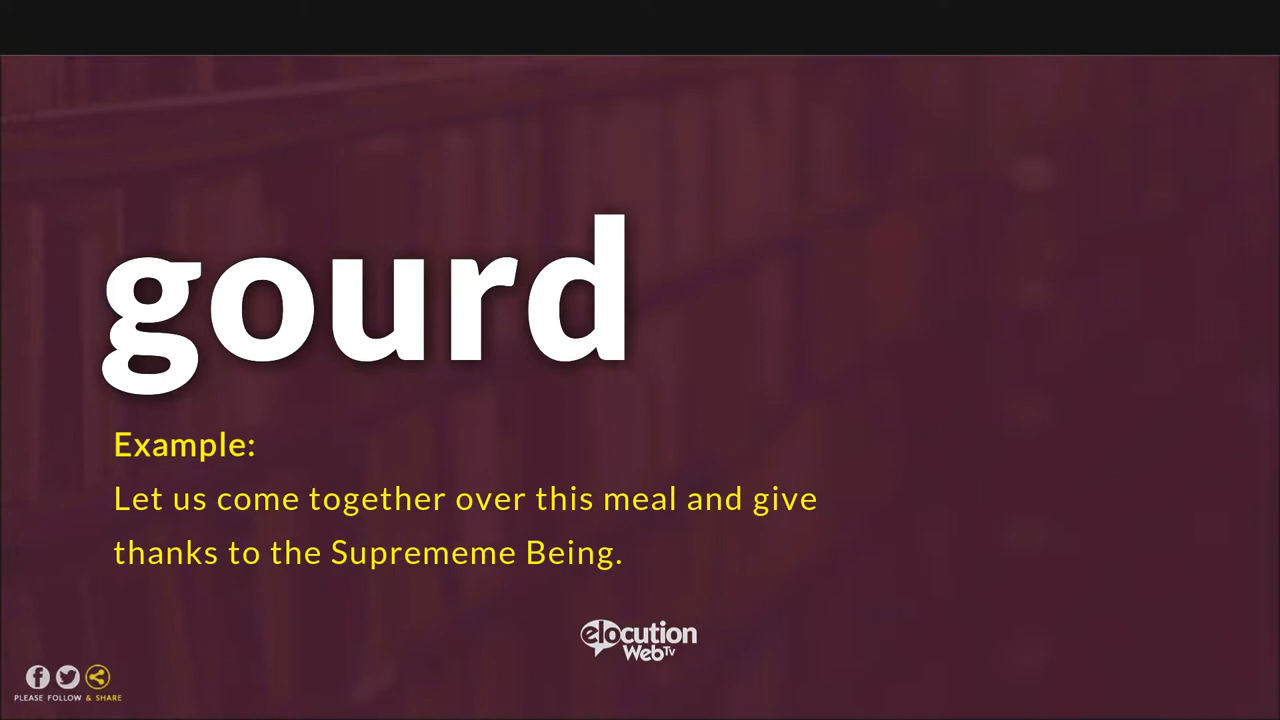 gourd
Example:
Let us come together over this meal and give
thanks to the Suprememe Being.
elocution
WebTv
PLEASE FOLLOW & SHARE